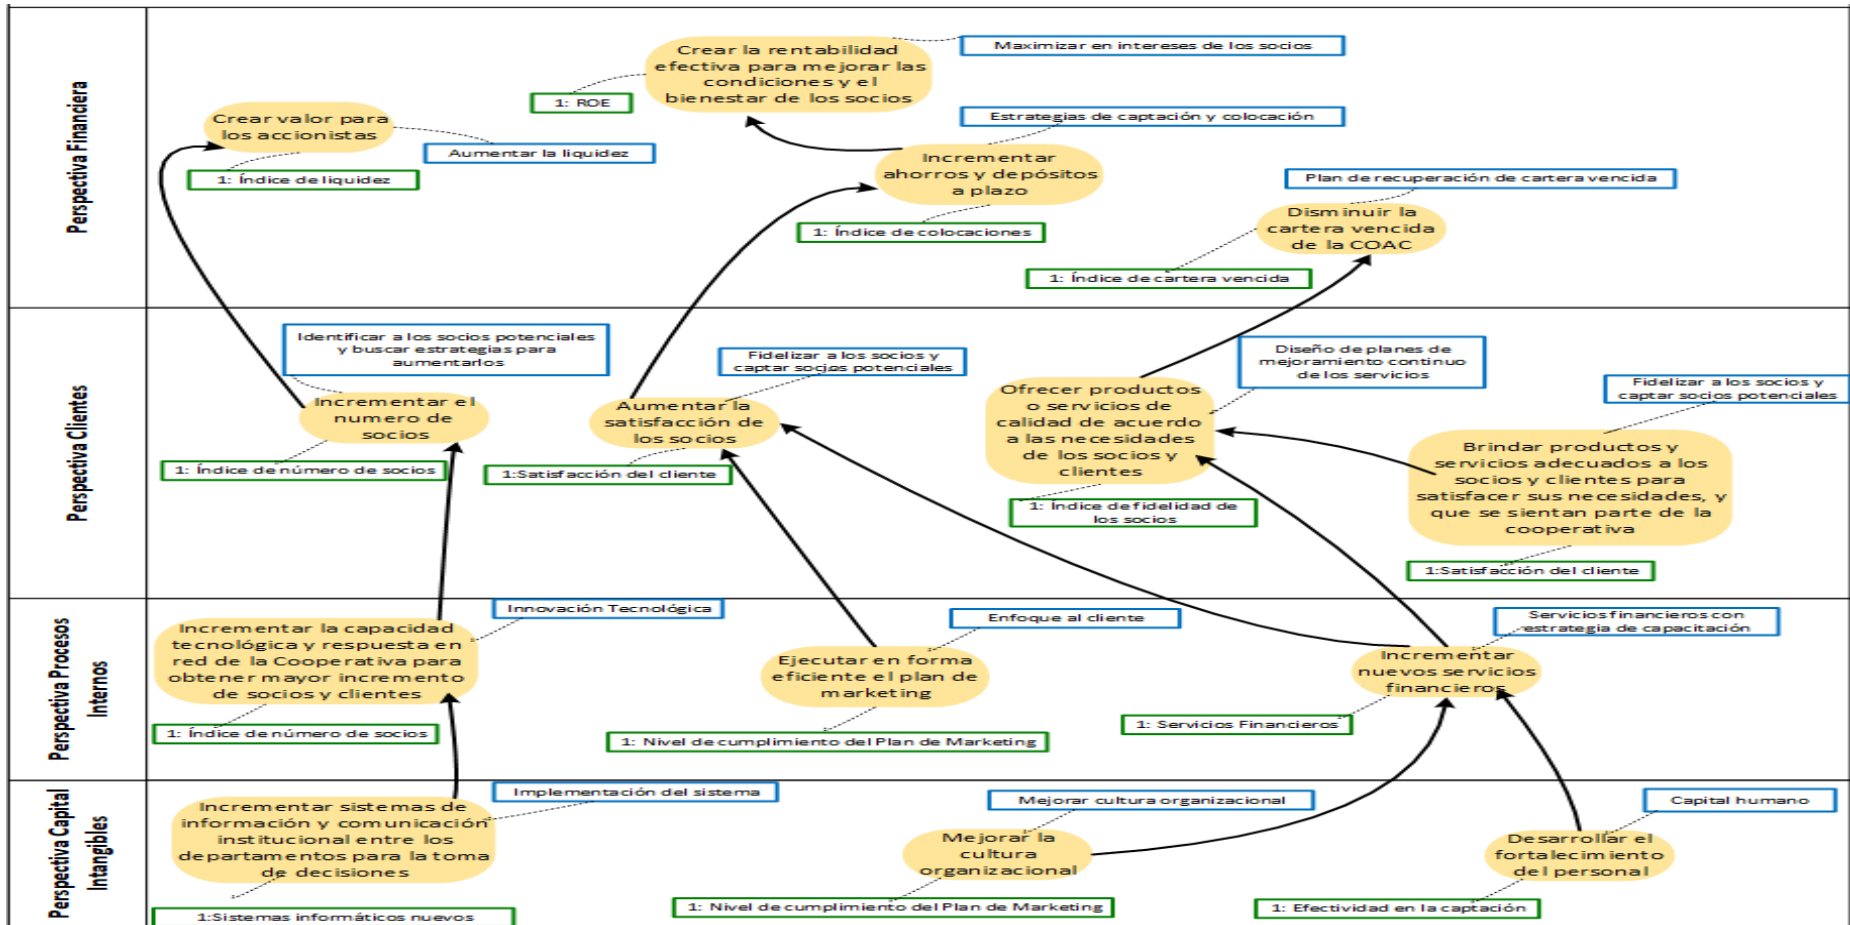 Perspectiva Financiera
Crear la rentabilidad
efectiva para mejorar las
condiciones y el
bienestar de los socios
Maximizar en intereses de los socios
1: ROE
Crear valor para
los accionistas
Aumentar la liquidez
1: Índice de liquidez
Estrategias de captación y colocación
Incrementar
ahorros y depósitos
a plazo
1: Índice de colocaciones
Plan de recuperación de cartera vencida
Disminuir la
cartera vencida
de la COAC
1: Índice de cartera vencida
Perspectiva Clientes
Identificar a los socios potenciales
y buscar estrategias para
aumentarlos
Incrementar el
numero de
socios
1: Índice de número de socios
Fidelizar a los socios y
captar socios potenciales
Aumentar la
satisfacción de
los socios
1:Satisfacción del cliente
Diseño de planes de
mejoramiento continuo
de los servicios
Ofrecer productos
o servicios de
calidad de acuerdo
a las necesidades
de los socios y
clientes
1: Índice de fidelidad de
los socios
Fidelizar a los socios y
captar socios potenciales
Brindar productos y
servicios adecuados a los
socios y clientes para
satisfacer sus necesidades, y
que se sientan parte de la
cooperativa
1:Satisfacción del cliente
Perspectiva Procesos
Internos
Innovación Tecnológica
Incrementar la capacidad
tecnológica y respuesta en
red de la Cooperativa para
obtener mayor incremento
de socios y clientes
1: Índice de número de socios
Enfoque al cliente
Ejecutar en forma
eficiente el plan de
marketing
1: Nivel de cumplimiento del Plan de Marketing
Servicios financieros con
estrategia de capacitación
Incrementar
nuevos servicios
financieros
1: Servicios Financieros
Perspectiva Capital
Intangibles
Implementación del sistema
Incrementar sistemas de
información y comunicación
institucional entre los
departamentos para la toma
de decisiones
1:Sistemas informáticos nuevos
Mejorar cultura organizacional
Mejorar la
cultura
organizacional
1: Nivel de cumplimiento del Plan de Marketing
Capital humano
Desarrollar el
fortalecimiento
del personal
1: Efectividad en la captación